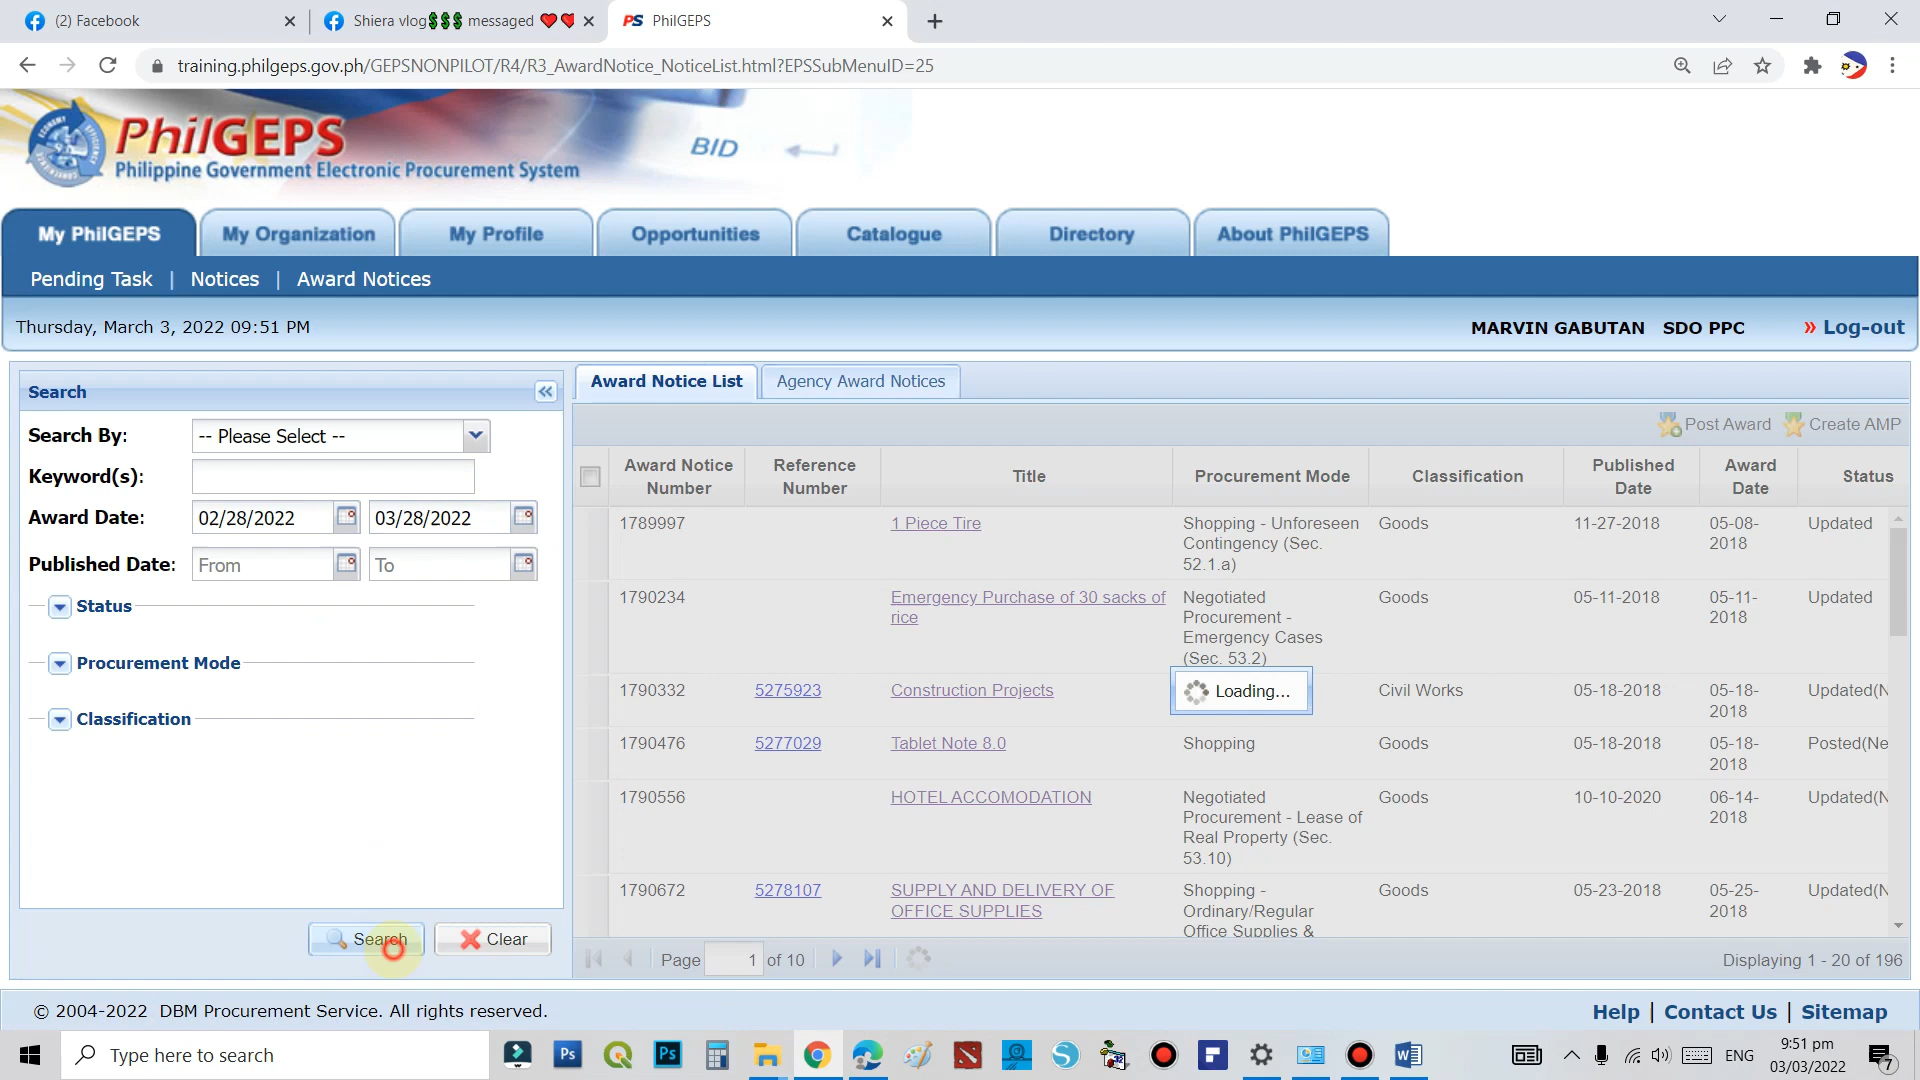 (2) Facebook
Shiera vlog$$$ messaged ❤❤
PhilGEPS
training.philgeps.gov.ph/GEPSNONPILOT/R4/R3_AwardNotice_NoticeList.html?EPSSubMenuID=25
PhilGEPS
Philippine Government Electronic Procurement System
BID
My PhilGEPS
My Organization
My Profile
Opportunities
Catalogue
Directory
About PhilGEPS
Pending Task | Notices | Award Notices
Thursday, March 3, 2022 09:51 PM
MARVIN GABUTAN SDO PPC » Log-out
Search
Search By: -- Please Select --
Keyword(s):
Award Date: 02/28/2022 03/28/2022
Published Date: From To
Status
Procurement Mode
Classification
Search
Clear
Award Notice List
Agency Award Notices
Post Award Create AMP
Award Notice Number
Reference Number
Title
Procurement Mode
Classification
Published Date
Award Date
Status
1789997 1 Piece Tire Shopping - Unforeseen Contingency (Sec. 52.1.a) Goods 11-27-2018 05-08-2018 Updated
1790234 Emergency Purchase of 30 sacks of rice Negotiated Procurement - Emergency Cases (Sec. 53.2) Goods 05-11-2018 05-11-2018 Updated
1790332 5275923 Construction Projects Civil Works 05-18-2018 05-18-2018 Updated(N
Loading...
1790476 5277029 Tablet Note 8.0 Shopping Goods 05-18-2018 05-18-2018 Posted(Ne
1790556 HOTEL ACCOMODATION Negotiated Procurement - Lease of Real Property (Sec. 53.10) Goods 10-10-2020 06-14-2018 Updated(N
1790672 5278107 SUPPLY AND DELIVERY OF OFFICE SUPPLIES Shopping - Ordinary/Regular Office Supplies & Goods 05-23-2018 05-25-2018 Updated(N
Page 1 of 10
Displaying 1 - 20 of 196
© 2004-2022 DBM Procurement Service. All rights reserved.
Help | Contact Us | Sitemap
Type here to search
Ps
Ps
ENG
9:51 pm
03/03/2022
7